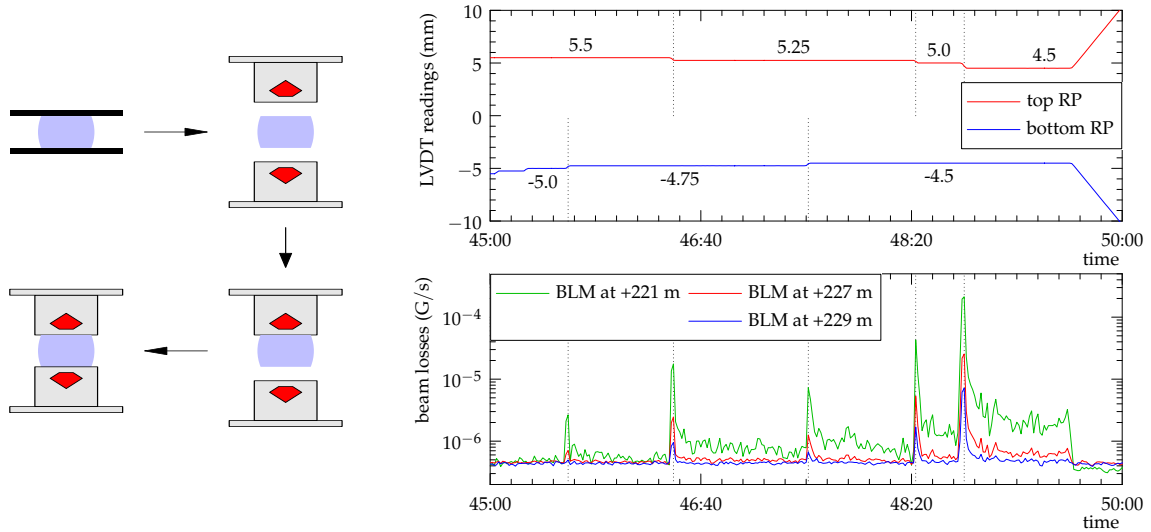 LVDT readings (mm)
10
5
0
−5
−10
5.5
5.25
5.0
4.5
top RP
bottom RP
-5.0
-4.75
-4.5
45:00
46:40
48:20
50:00
time
beam losses (G/s)
10⁻⁴
10⁻⁵
10⁻⁶
BLM at +221 m
BLM at +227 m
BLM at +229 m
45:00
46:40
48:20
50:00
time